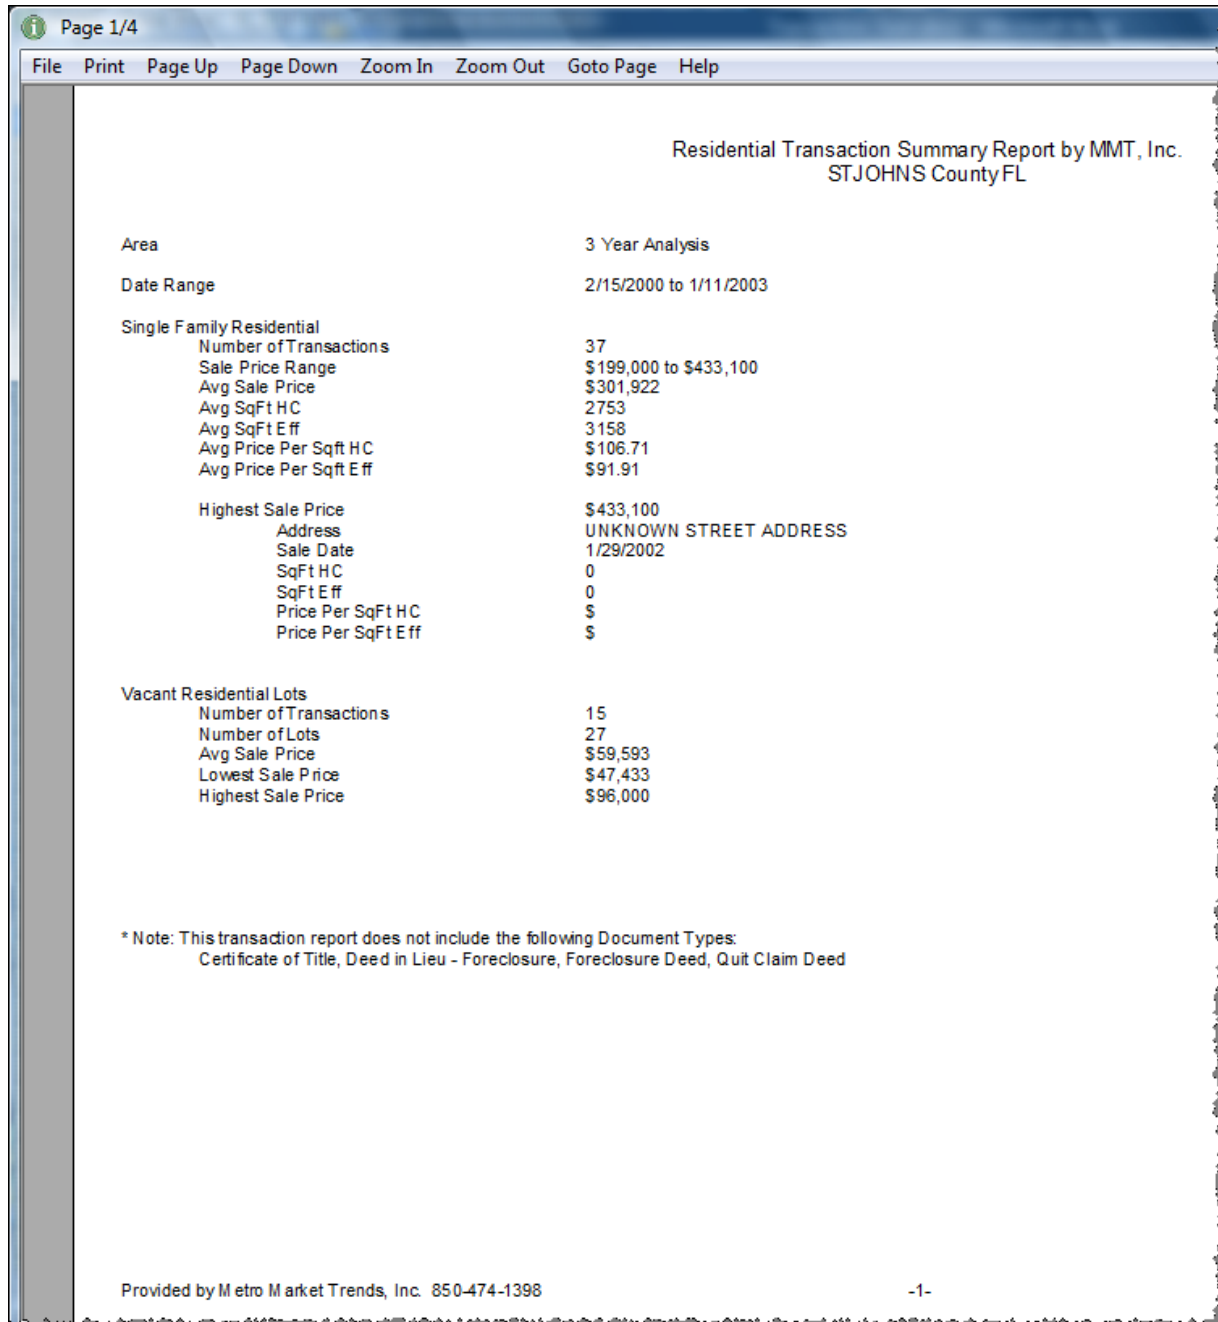 Page 1/4
File Print Page Up Page Down Zoom In Zoom Out Goto Page Help
Residential Transaction Summary Report by MMT, Inc.
STJOHNS County FL
Area 3 Year Analysis
Date Range 2/15/2000 to 1/11/2003
Single Family Residential
Number of Transactions 37
Sale Price Range $199,000 to $433,100
Avg Sale Price $301,922
Avg SqFt HC 2753
Avg SqFt Eff 3158
Avg Price Per Sqft HC $106.71
Avg Price Per Sqft Eff $91.91
Highest Sale Price $433,100
Address UNKNOWN STREET ADDRESS
Sale Date 1/29/2002
SqFt HC 0
SqFt Eff 0
Price Per SqFt HC $
Price Per SqFt Eff $
Vacant Residential Lots
Number of Transactions 15
Number of Lots 27
Avg Sale Price $59,593
Lowest Sale Price $47,433
Highest Sale Price $96,000
* Note: This transaction report does not include the following Document Types:
Certificate of Title, Deed in Lieu - Foreclosure, Foreclosure Deed, Quit Claim Deed
Provided by Metro Market Trends, Inc. 850-474-1398 -1-